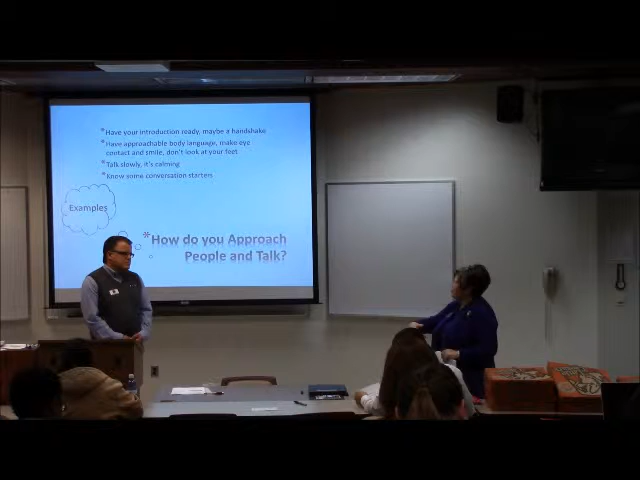 * Have your introduction ready, maybe a handshake
* Have approachable body language, make eye
contact and smile, don't look at your feet
* Talk slowly, it's calming
* Know some conversation starters
Examples
* How do you Approach
People and Talk?